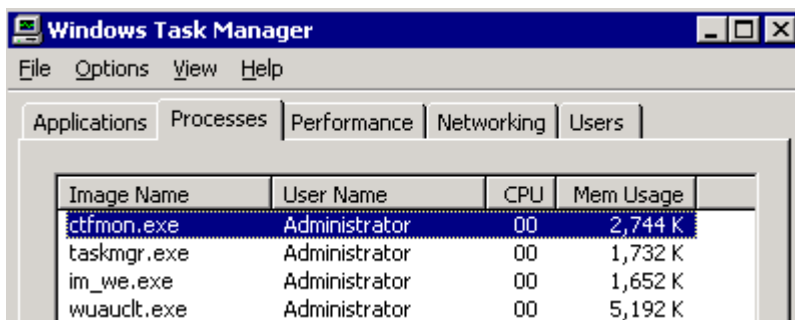 Windows Task Manager
File Options View Help
Applications Processes Performance Networking Users
Image Name User Name CPU Mem Usage
ctfmon.exe Administrator 00 2,744 K
taskmgr.exe Administrator 00 1,732 K
im_we.exe Administrator 00 1,652 K
wuauclt.exe Administrator 00 5,192 K